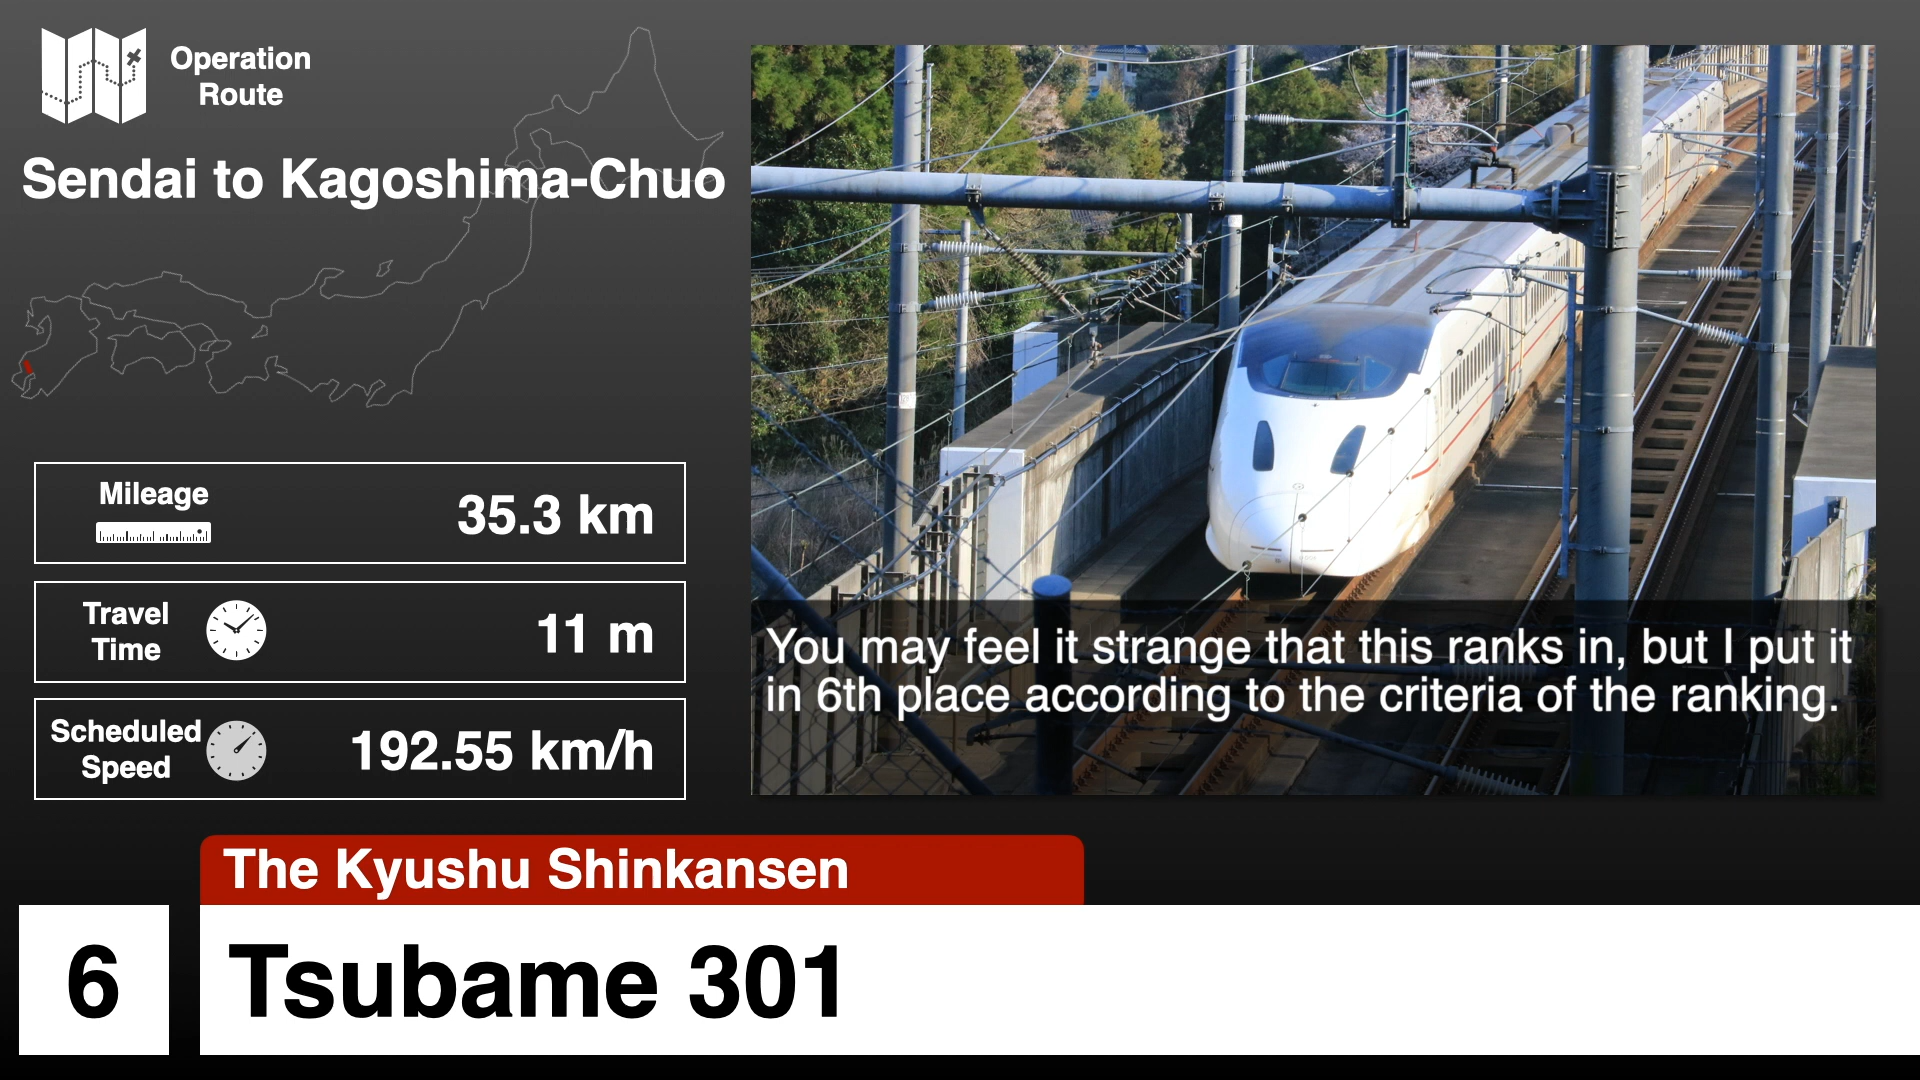 Operation
Route
Sendai to Kagoshima-Chuo
Mileage
35.3 km
Travel
Time
11 m
Scheduled
Speed
192.55 km/h
You may feel it strange that this ranks in, but I put it
in 6th place according to the criteria of the ranking.
The Kyushu Shinkansen
6
Tsubame 301